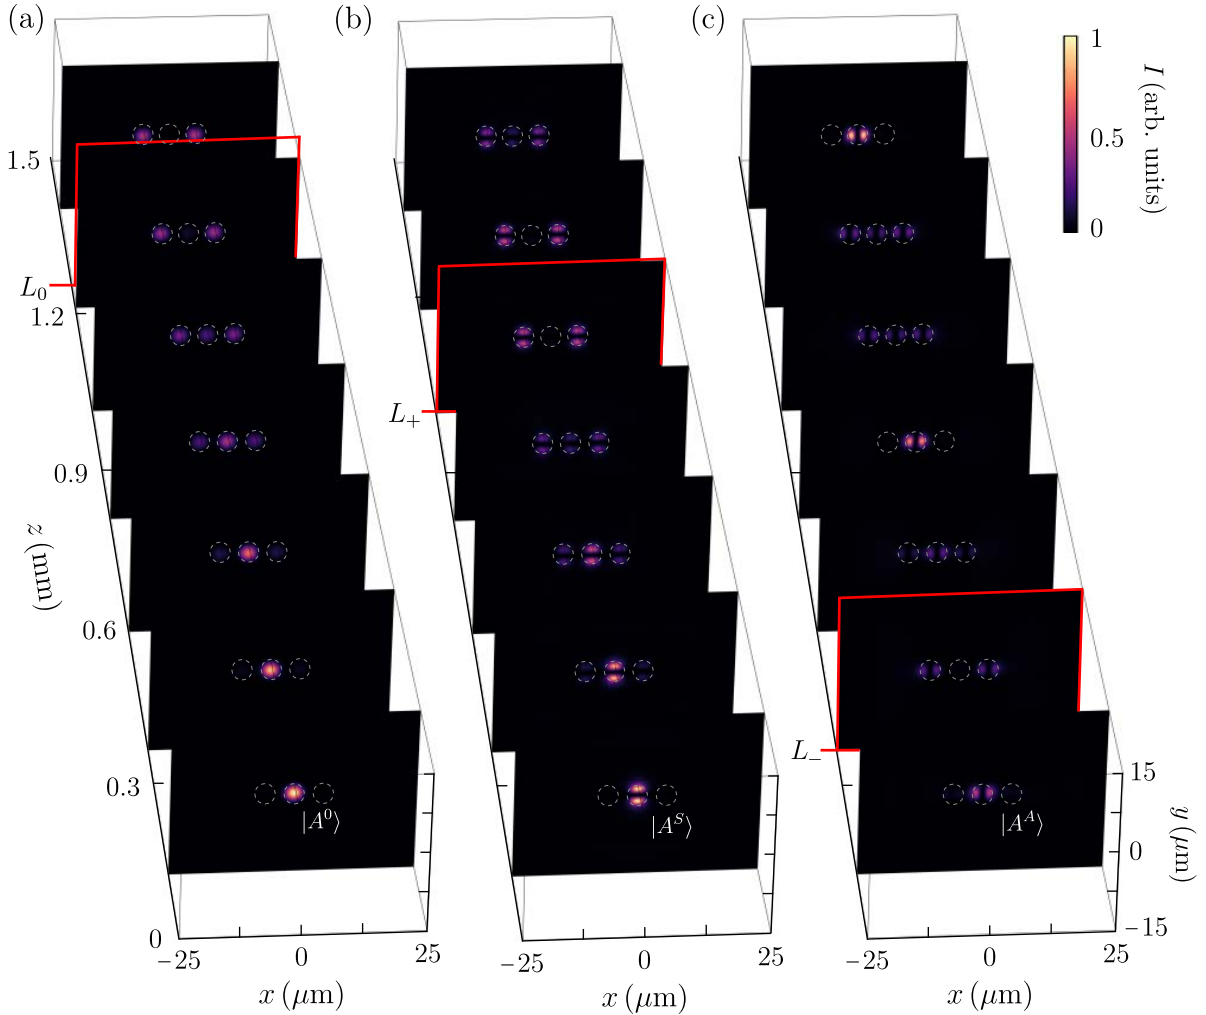 (a)
(b)
(c)
1
0.5
0
I (arb. units)
1.5
L₀
1.2
0.9
0.6
0.3
0
z (mm)
L₊
L₋
|A⁰⟩
|Aˢ⟩
|Aᴬ⟩
15
0
−15
y (μm)
−25
0
25
−25
0
25
−25
0
25
x (μm)
x (μm)
x (μm)